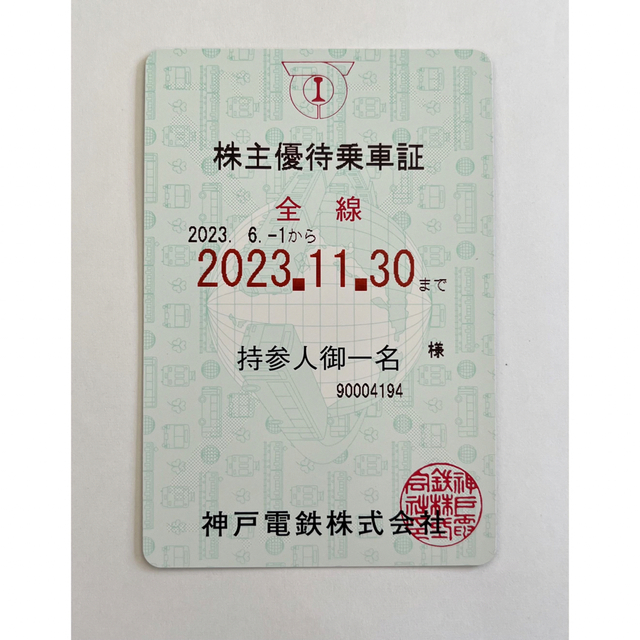 株主優待乗車証
全線
2023. 6.-1から
2023.11.30まで
持参人御一名 様
90004194
神戸電鉄株式会社